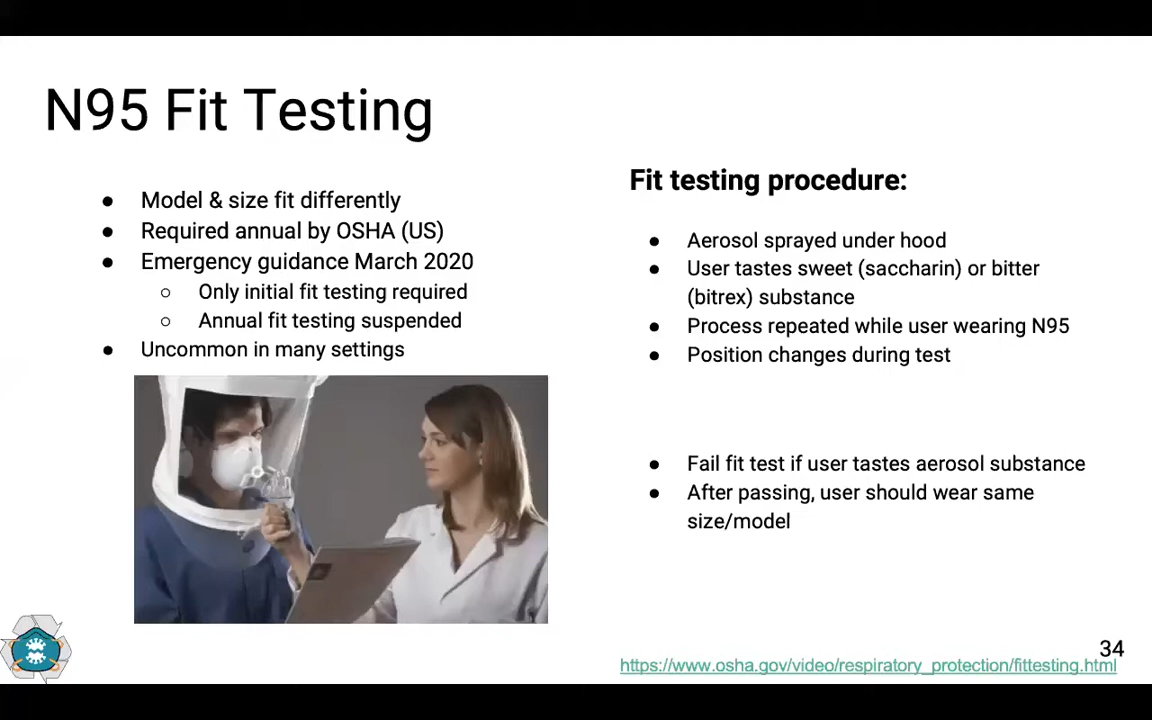 N95 Fit Testing
● Model & size fit differently
● Required annual by OSHA (US)
● Emergency guidance March 2020
○ Only initial fit testing required
○ Annual fit testing suspended
● Uncommon in many settings
Fit testing procedure:
● Aerosol sprayed under hood
● User tastes sweet (saccharin) or bitter
(bitrex) substance
● Process repeated while user wearing N95
● Position changes during test
● Fail fit test if user tastes aerosol substance
● After passing, user should wear same
size/model
34
https://www.osha.gov/video/respiratory_protection/fittesting.html